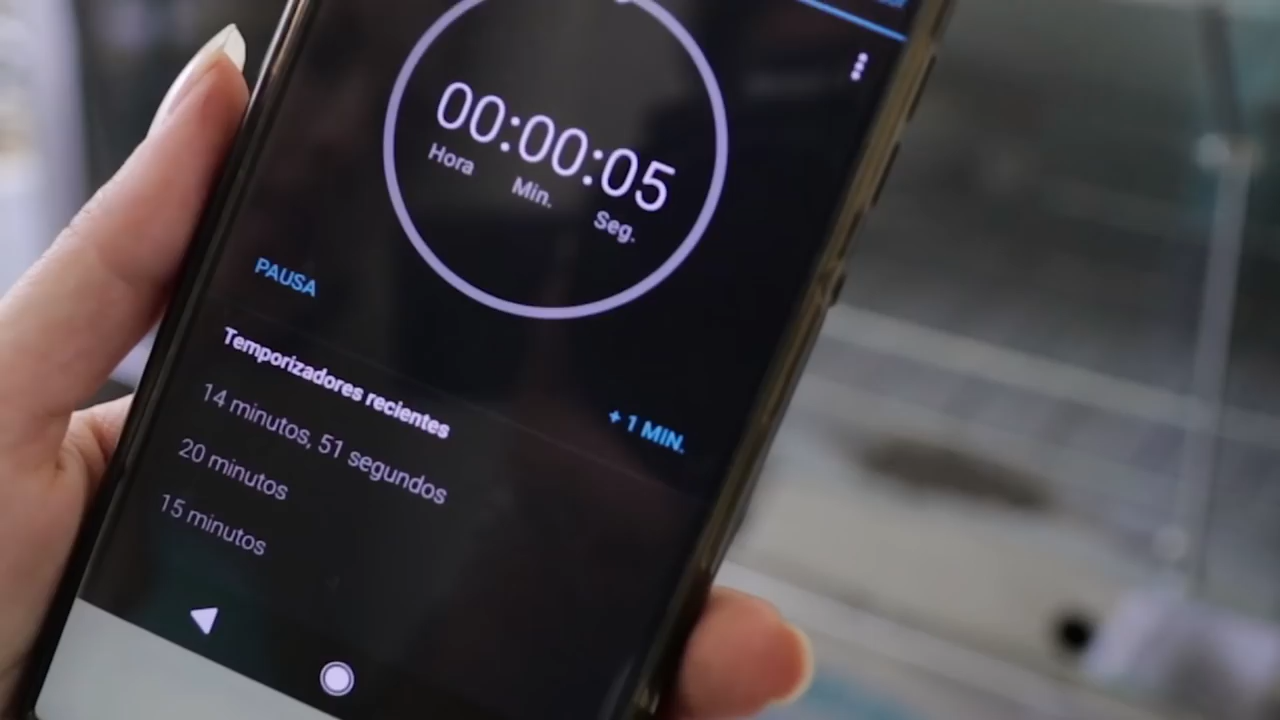 00:00:05
Hora Min. Seg.
PAUSA
+ 1 MIN.
Temporizadores recientes
14 minutos, 51 segundos
20 minutos
15 minutos